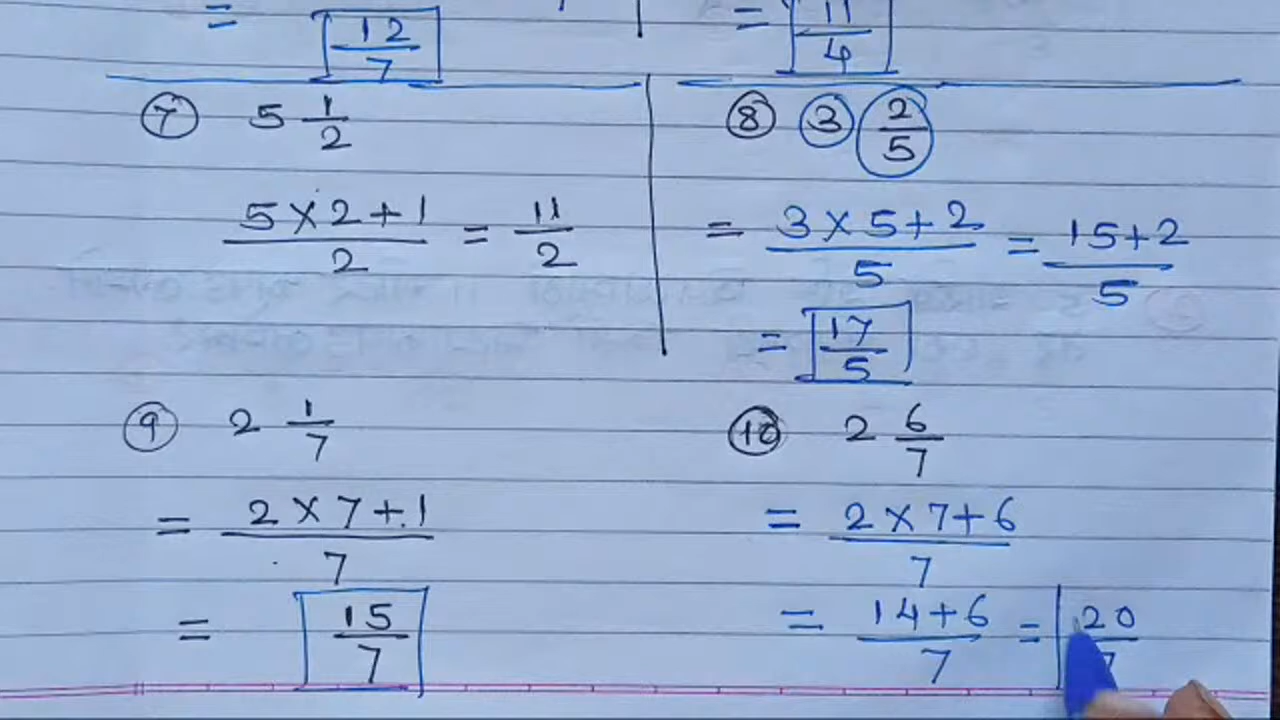 = 12/7
= 11/4
⑦ 5 1/2
5 × 2 + 1 / 2 = 11/2
⑧ 3 2/5
= 3 × 5 + 2 / 5 = 15 + 2 / 5
= 17/5
⑨ 2 1/7
= 2 × 7 + 1 / 7
= 15/7
⑩ 2 6/7
= 2 × 7 + 6 / 7
= 14 + 6 / 7 = 20/7